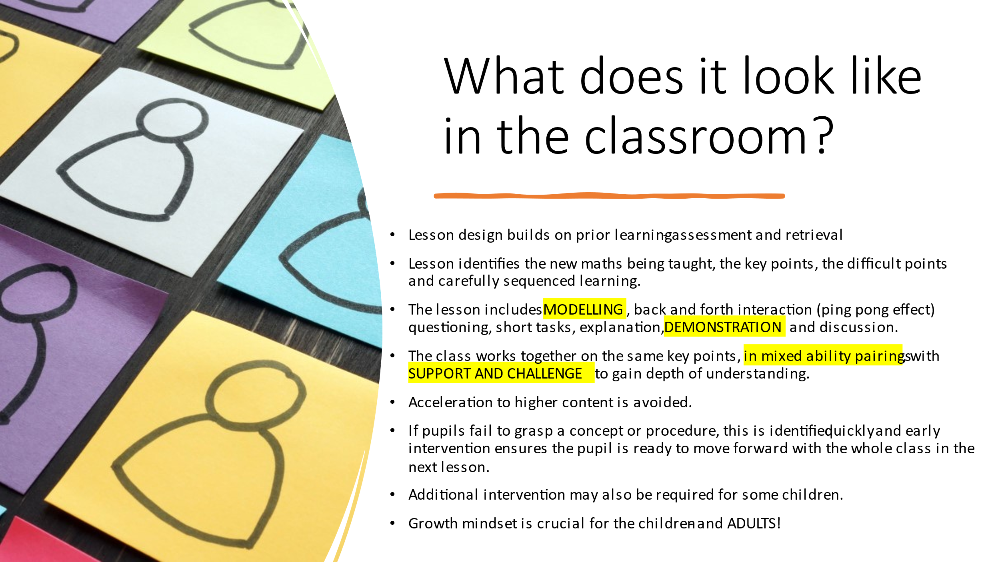 What does it look like
in the classroom?
• Lesson design builds on prior learning-assessment and retrieval
• Lesson identifies the new maths being taught, the key points, the difficult points
and carefully sequenced learning.
• The lesson includes MODELLING, back and forth interaction (ping pong effect)
questioning, short tasks, explanation, DEMONSTRATION and discussion.
• The class works together on the same key points, in mixed ability pairings, with
SUPPORT AND CHALLENGE to gain depth of understanding.
• Acceleration to higher content is avoided.
• If pupils fail to grasp a concept or procedure, this is identified quickly and early
intervention ensures the pupil is ready to move forward with the whole class in the
next lesson.
• Additional intervention may also be required for some children.
• Growth mindset is crucial for the children - and ADULTS!